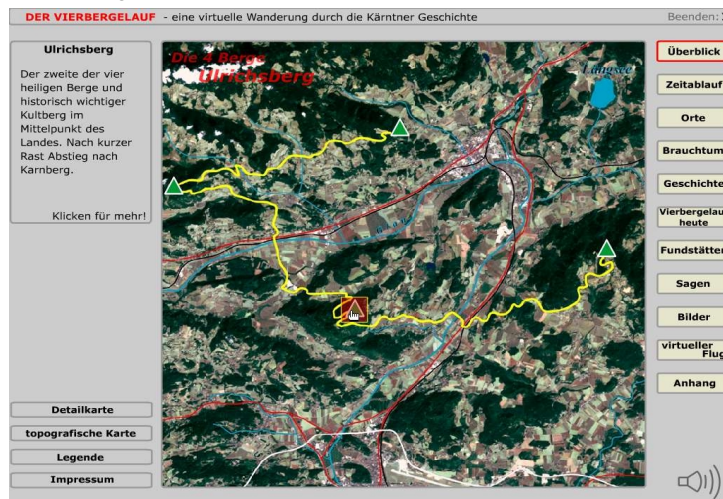 DER VIERBERGELAUF - eine virtuelle Wanderung durch die Kärntner Geschichte
Beenden:
Ulrichsberg
Der zweite der vier
heiligen Berge und
historisch wichtiger
Kultberg im
Mittelpunkt des
Landes. Nach kurzer
Rast Abstieg nach
Karnberg.
Klicken für mehr!
Detailkarte
topografische Karte
Legende
Impressum
Die 4 Berge
Ulrichsberg
Längsee
Überblick
Zeitablauf
Orte
Brauchtum
Geschichte
Vierbergelauf
heute
Fundstätten
Sagen
Bilder
virtueller
Flug
Anhang